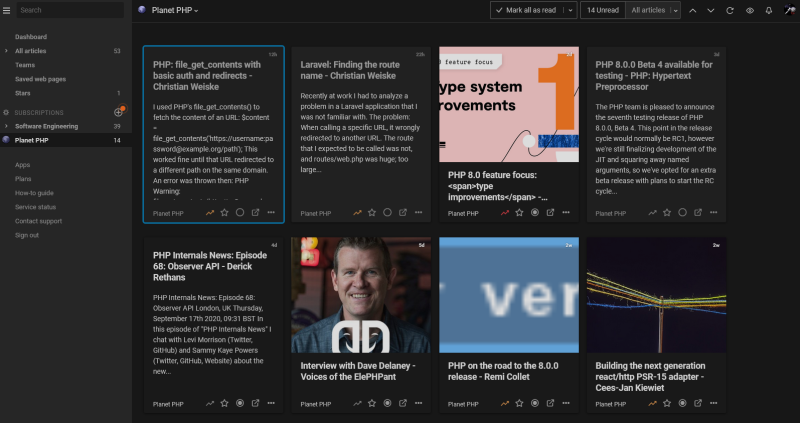 Search
Planet PHP
Mark all as read
14 Unread
All articles
Dashboard
All articles 53
Teams
Saved web pages
Stars 1
SUBSCRIPTIONS
Software Engineering 39
Planet PHP 14
Apps
Plans
How-to guide
Service status
Contact support
Sign out
PHP: file_get_contents with
basic auth and redirects -
Christian Weiske
I used PHP's file_get_contents() to
fetch the content of an URL: $content
=
file_get_contents('https://username:pa
ssword@example.org/path'); This
worked fine until that URL redirected
to a different path on the same domain.
An error was thrown then: PHP
Warning:
Planet PHP
20h
Laravel: Finding the route
name - Christian Weiske
Recently at work I had to analyze a
problem in a Laravel application that I
was not familiar with. The problem:
When calling a specific URL, it wrongly
redirected to another URL. The route
that I expected to be called was not,
and routes/web.php was huge; too
large...
Planet PHP
feature focus
ype system
provements
1
PHP 8.0 feature focus:
<span>type
improvements</span> -...
Planet PHP
PHP 8.0.0 Beta 4 available for
testing - PHP: Hypertext
Preprocessor
The PHP team is pleased to announce
the seventh testing release of PHP
8.0.0, Beta 4. This point in the release
cycle would normally be RC1, however
we're still finalizing development of the
JIT and squaring away named
arguments, so we've opted for an extra
beta release with plans to start the RC
cycle...
Planet PHP
4d
PHP Internals News: Episode
68: Observer API - Derick
Rethans
PHP Internals News: Episode 68:
Observer API London, UK Thursday,
September 17th 2020, 09:31 BST In
this episode of "PHP Internals News" I
chat with Levi Morrison (Twitter,
GitHub) and Sammy Kaye Powers
(Twitter, GitHub, Website) about the
new...
Planet PHP
5d
Interview with Dave Delaney -
Voices of the ElePHPant
Planet PHP
2w
r ver
PHP on the road to the 8.0.0
release - Remi Collet
Planet PHP
2w
Building the next generation
react/http PSR-15 adapter -
Cees-Jan Kiewiet
Planet PHP